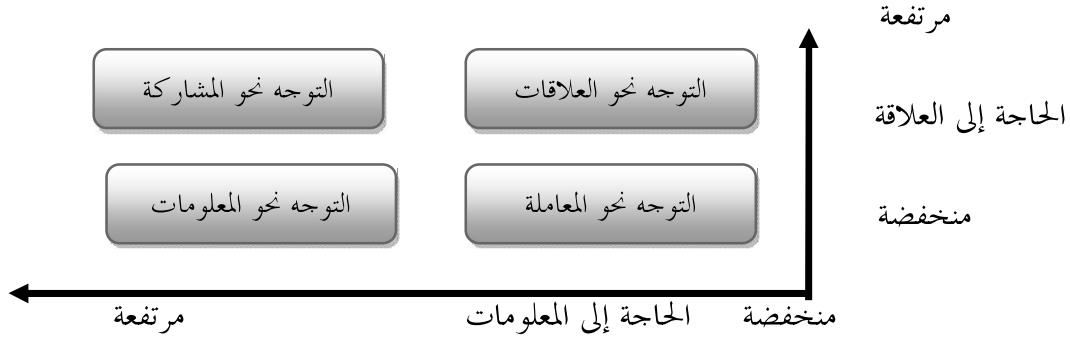 مرتفعة
التوجه نحو العلاقات
التوجه نحو المشاركة
الحاجة إلى العلاقة
التوجه نحو المعاملة
التوجه نحو المعلومات
منخفضة
منخفضة
الحاجة إلى المعلومات
مرتفعة